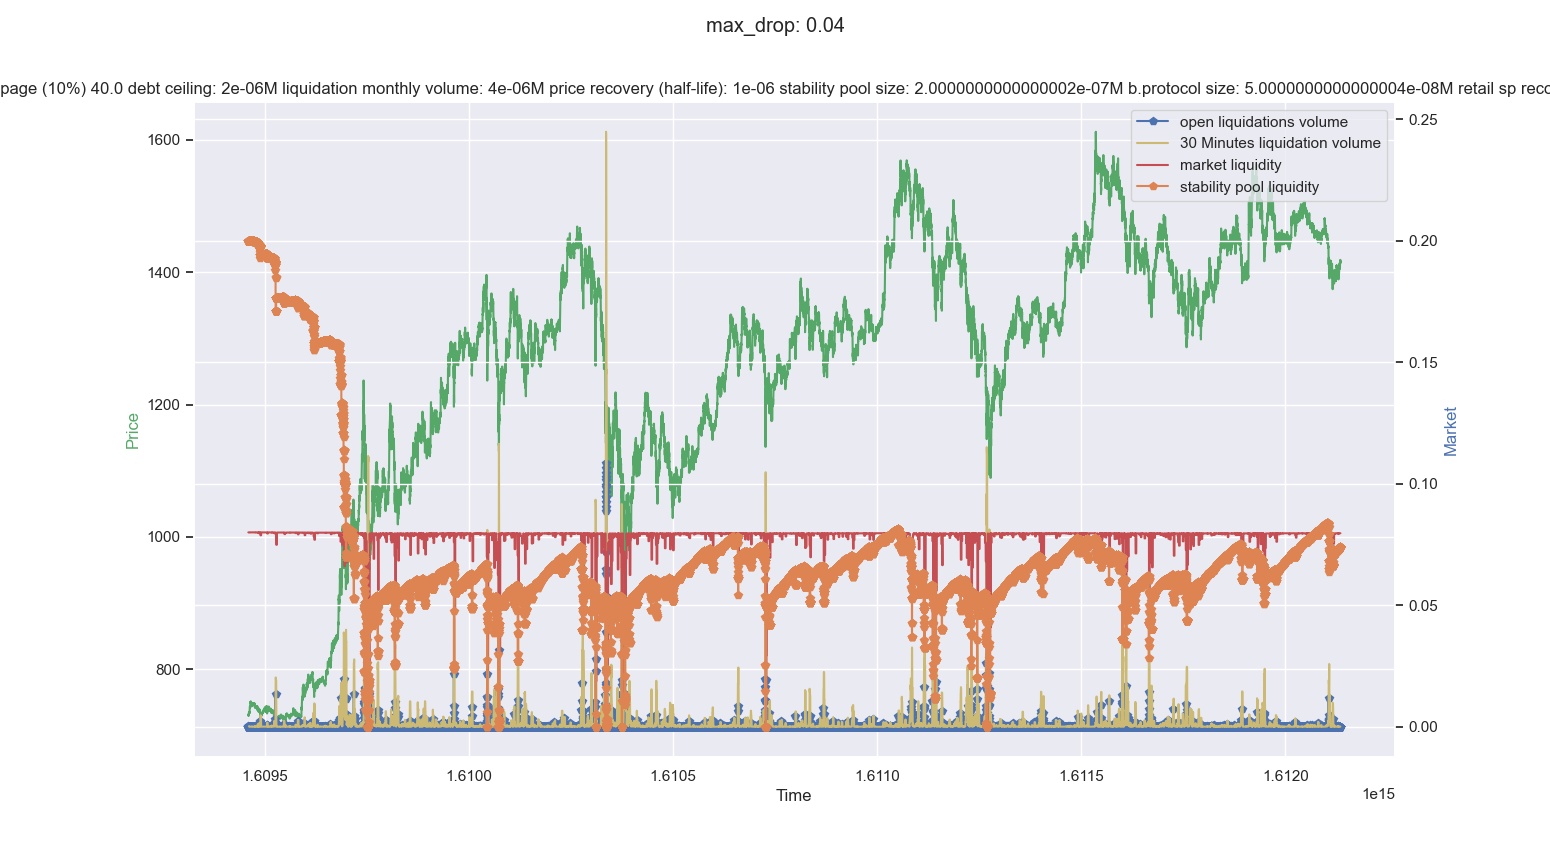 max_drop: 0.04
page (10%) 40.0 debt ceiling: 2e-06M liquidation monthly volume: 4e-06M price recovery (half-life): 1e-06 stability pool size: 2.0000000000000002e-07M b.protocol size: 5.0000000000000004e-08M retail sp reco
open liquidations volume
30 Minutes liquidation volume
market liquidity
stability pool liquidity
1600
1400
1200
1000
800
Price
0.25
0.20
0.15
0.10
0.05
0.00
Market
1.6095
1.6100
1.6105
1.6110
1.6115
1.6120
Time
1e15